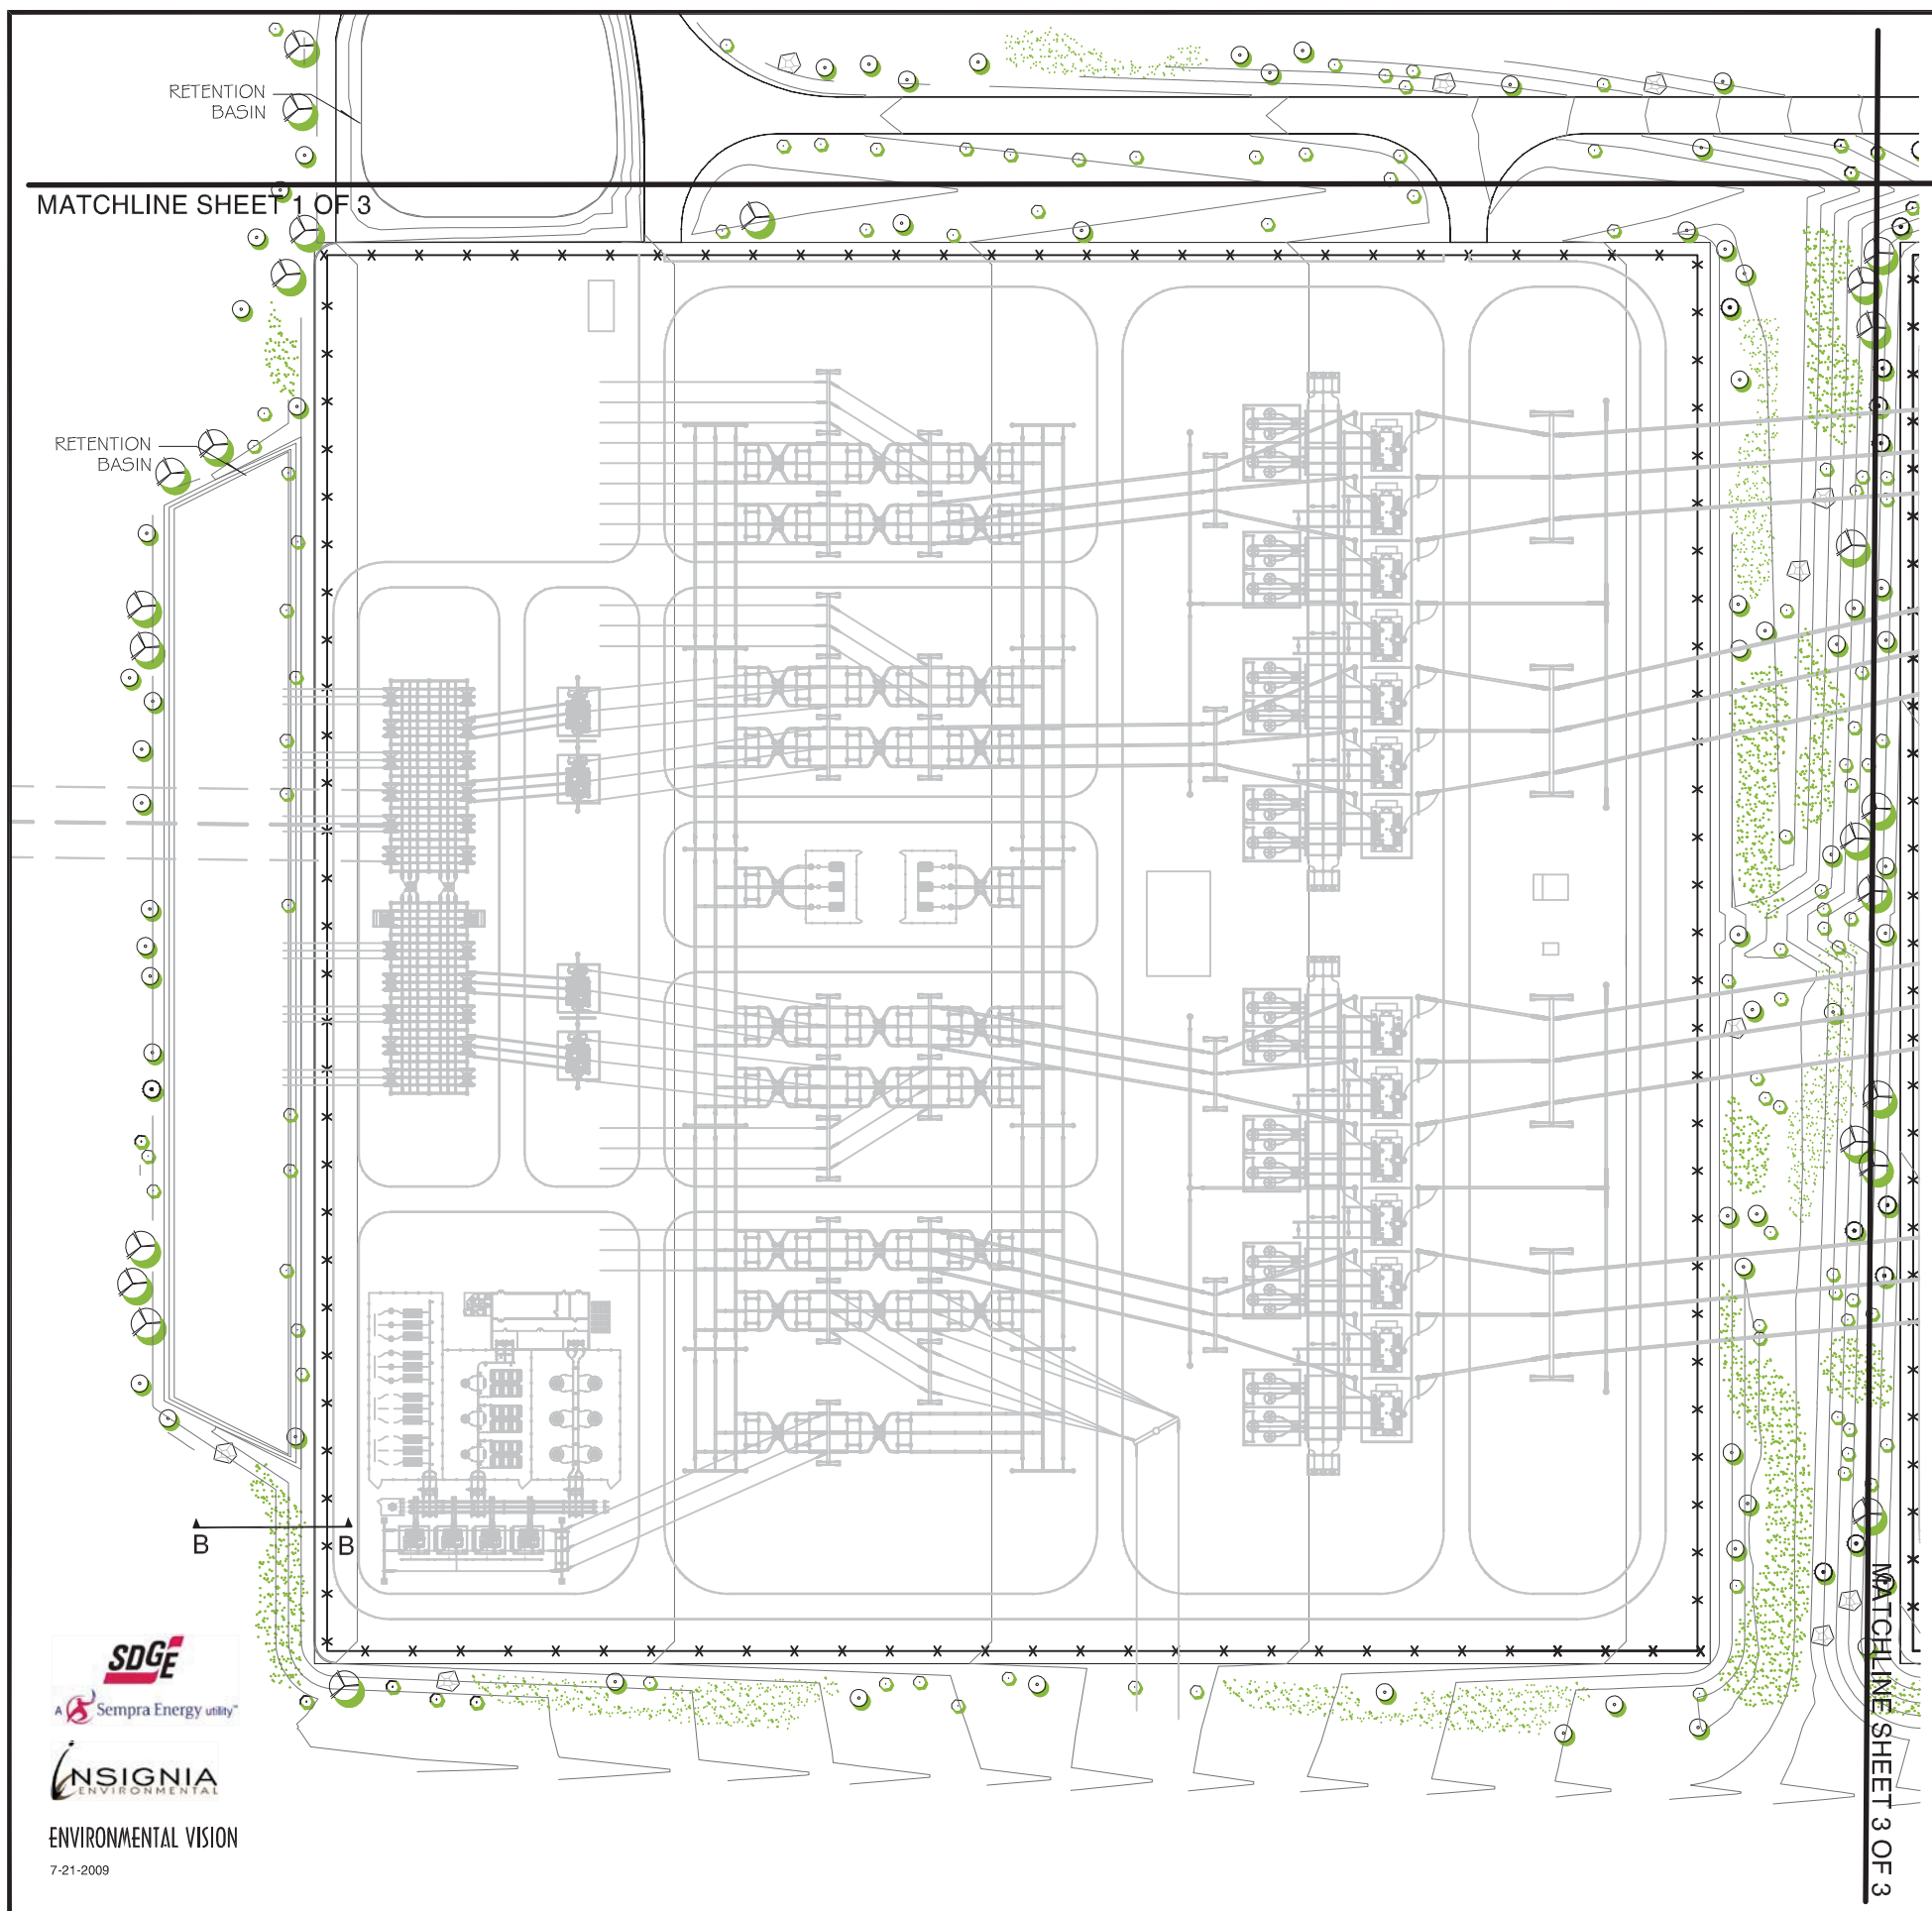 RETENTION
BASIN
MATCHLINE SHEET 1 OF 3
RETENTION
BASIN
B
B
SDGE
A Sempra Energy utility™
INSIGNIA
ENVIRONMENTAL
ENVIRONMENTAL VISION
7-21-2009
MATCHLINE SHEET 3 OF 3